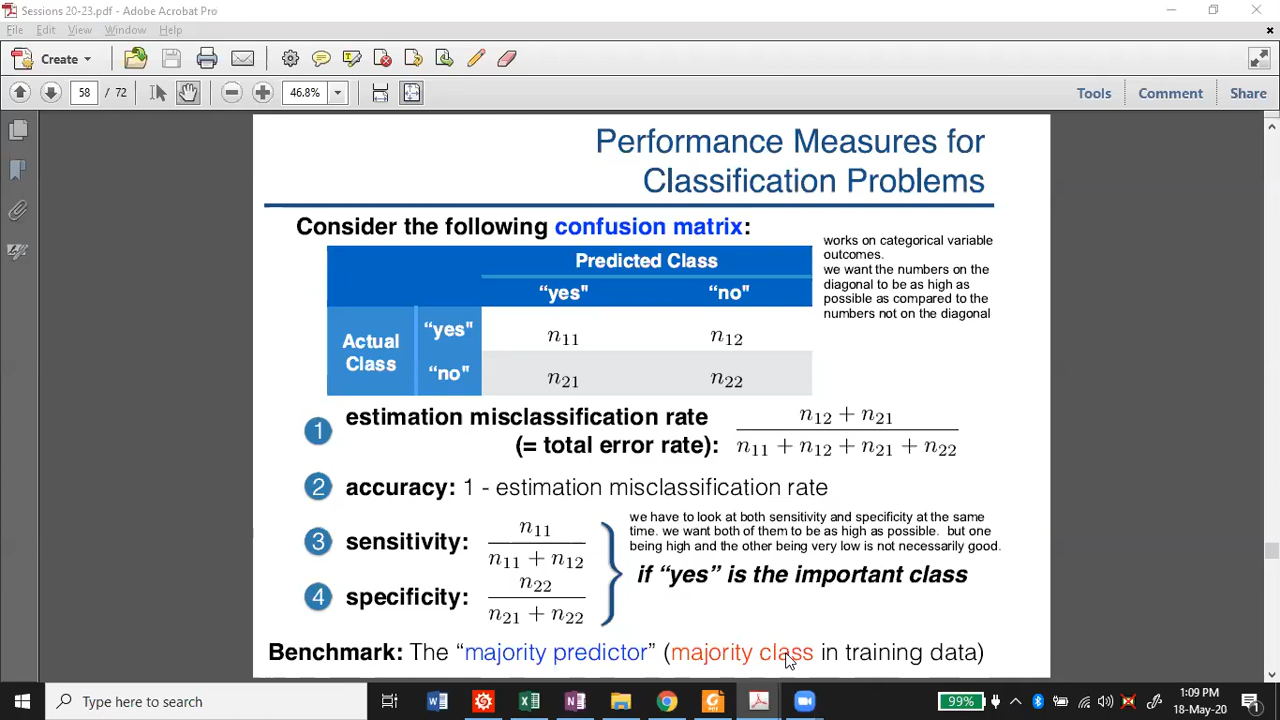 Sessions 20-23.pdf - Adobe Acrobat Pro
File Edit View Window Help
Create
58 / 72 46.8% Tools Comment Share
Performance Measures for
Classification Problems
Consider the following confusion matrix:
works on categorical variable
outcomes.
we want the numbers on the
diagonal to be as high as
possible as compared to the
numbers not on the diagonal
Predicted Class
“yes" “no"
Actual
Class
“yes" n11 n12
“no" n21 n22
1 estimation misclassification rate
(= total error rate):
n12 + n21
n11 + n12 + n21 + n22
2 accuracy: 1 - estimation misclassification rate
3 sensitivity:
n11
n11 + n12
4 specificity:
n22
n21 + n22
we have to look at both sensitivity and specificity at the same
time. we want both of them to be as high as possible. but one
being high and the other being very low is not necessarily good.
if “yes” is the important class
Benchmark: The “majority predictor” (majority class in training data)
Type here to search
99%
1:09 PM
18-May-20